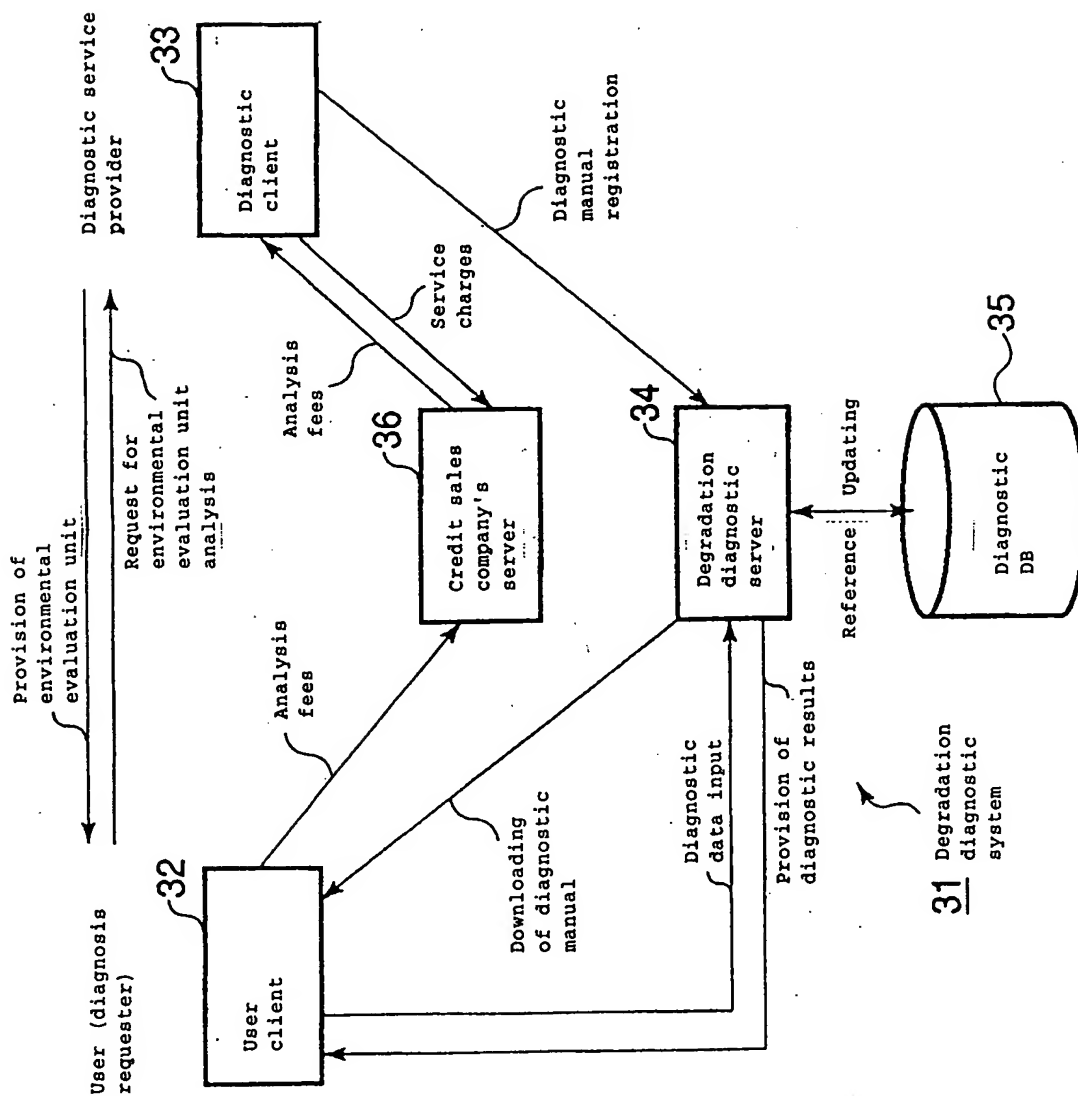 User (diagnosis
requester)
Diagnostic service
provider
Provision of
environmental
evaluation unit
Request for
environmental
evaluation unit
analysis
32
User
client
33
Diagnostic
client
Analysis
fees
Analysis
fees
Service
charges
36
Credit sales
company's
server
Diagnostic
manual
registration
Downloading
of diagnostic
manual
34
Degradation
diagnostic
server
Diagnostic
data input
Provision of
diagnostic results
Reference
Updating
35
Diagnostic
DB
31 Degradation
diagnostic
system